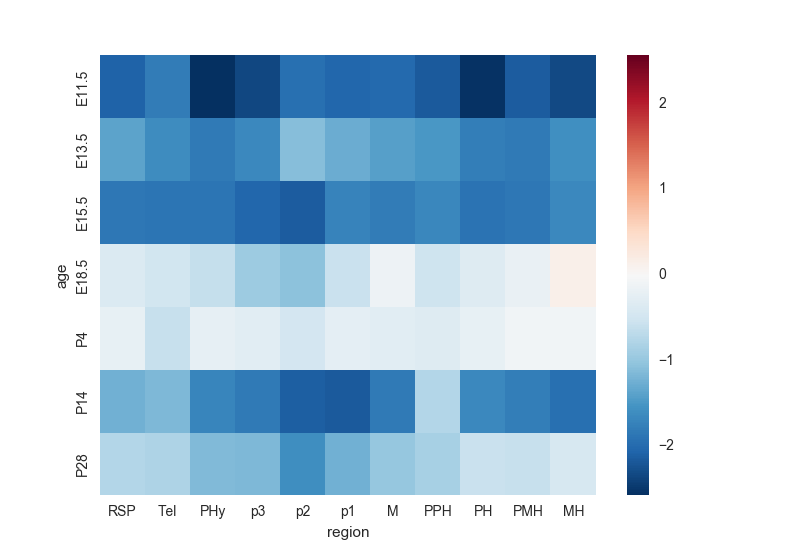 E11.5
E13.5
E15.5
E18.5
P4
P14
P28
age
RSP Tel PHy p3 p2 p1 M PPH PH PMH MH
region
2
1
0
−1
−2